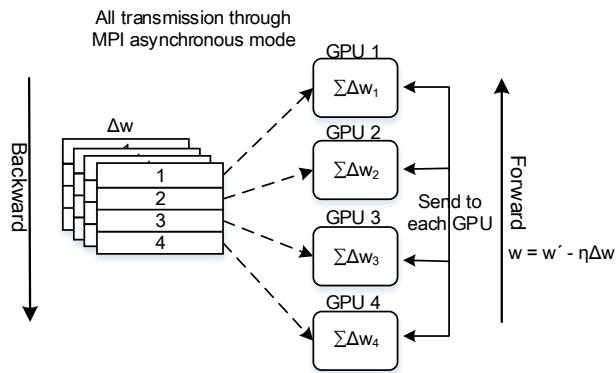 All transmission through
MPI asynchronous mode
GPU 1
∑Δw₁
GPU 2
∑Δw₂
GPU 3
∑Δw₃
GPU 4
∑Δw₄
Backward
Δw
1
2
3
4
Send to
each GPU
Forward
w = w´ - ηΔw